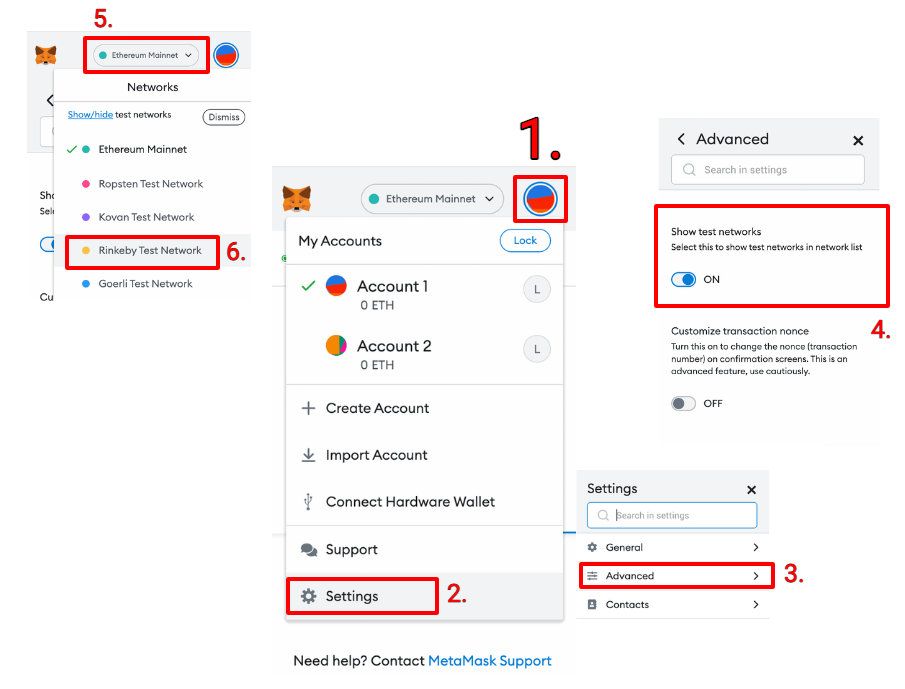 5.
Ethereum Mainnet
Networks
Show/hide test networks
Dismiss
Ethereum Mainnet
Ropsten Test Network
Kovan Test Network
Rinkeby Test Network
6.
Goerli Test Network
Sho
Sele
Cu
1.
Ethereum Mainnet
My Accounts
Lock
Account 1
0 ETH
L
Account 2
0 ETH
L
Create Account
Import Account
Connect Hardware Wallet
Support
Settings
2.
Need help? Contact MetaMask Support
Settings
Search in settings
General
Advanced
3.
Contacts
Advanced
Search in settings
Show test networks
Select this to show test networks in network list
ON
4.
Customize transaction nonce
Turn this on to change the nonce (transaction
number) on confirmation screens. This is an
advanced feature, use cautiously.
OFF